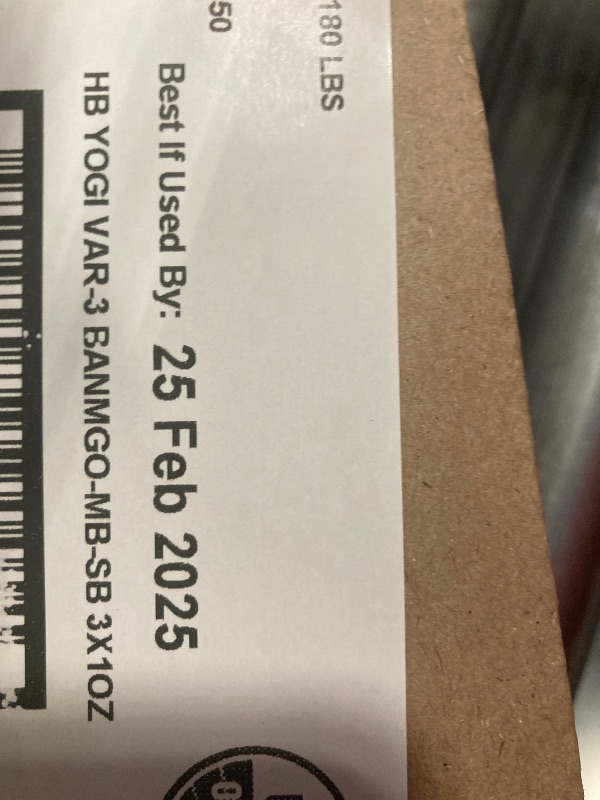 180 LBS
50
Best If Used By: 25 Feb 2025
HB YOGI VAR-3 BANMGO-MB-SB 3X1OZ